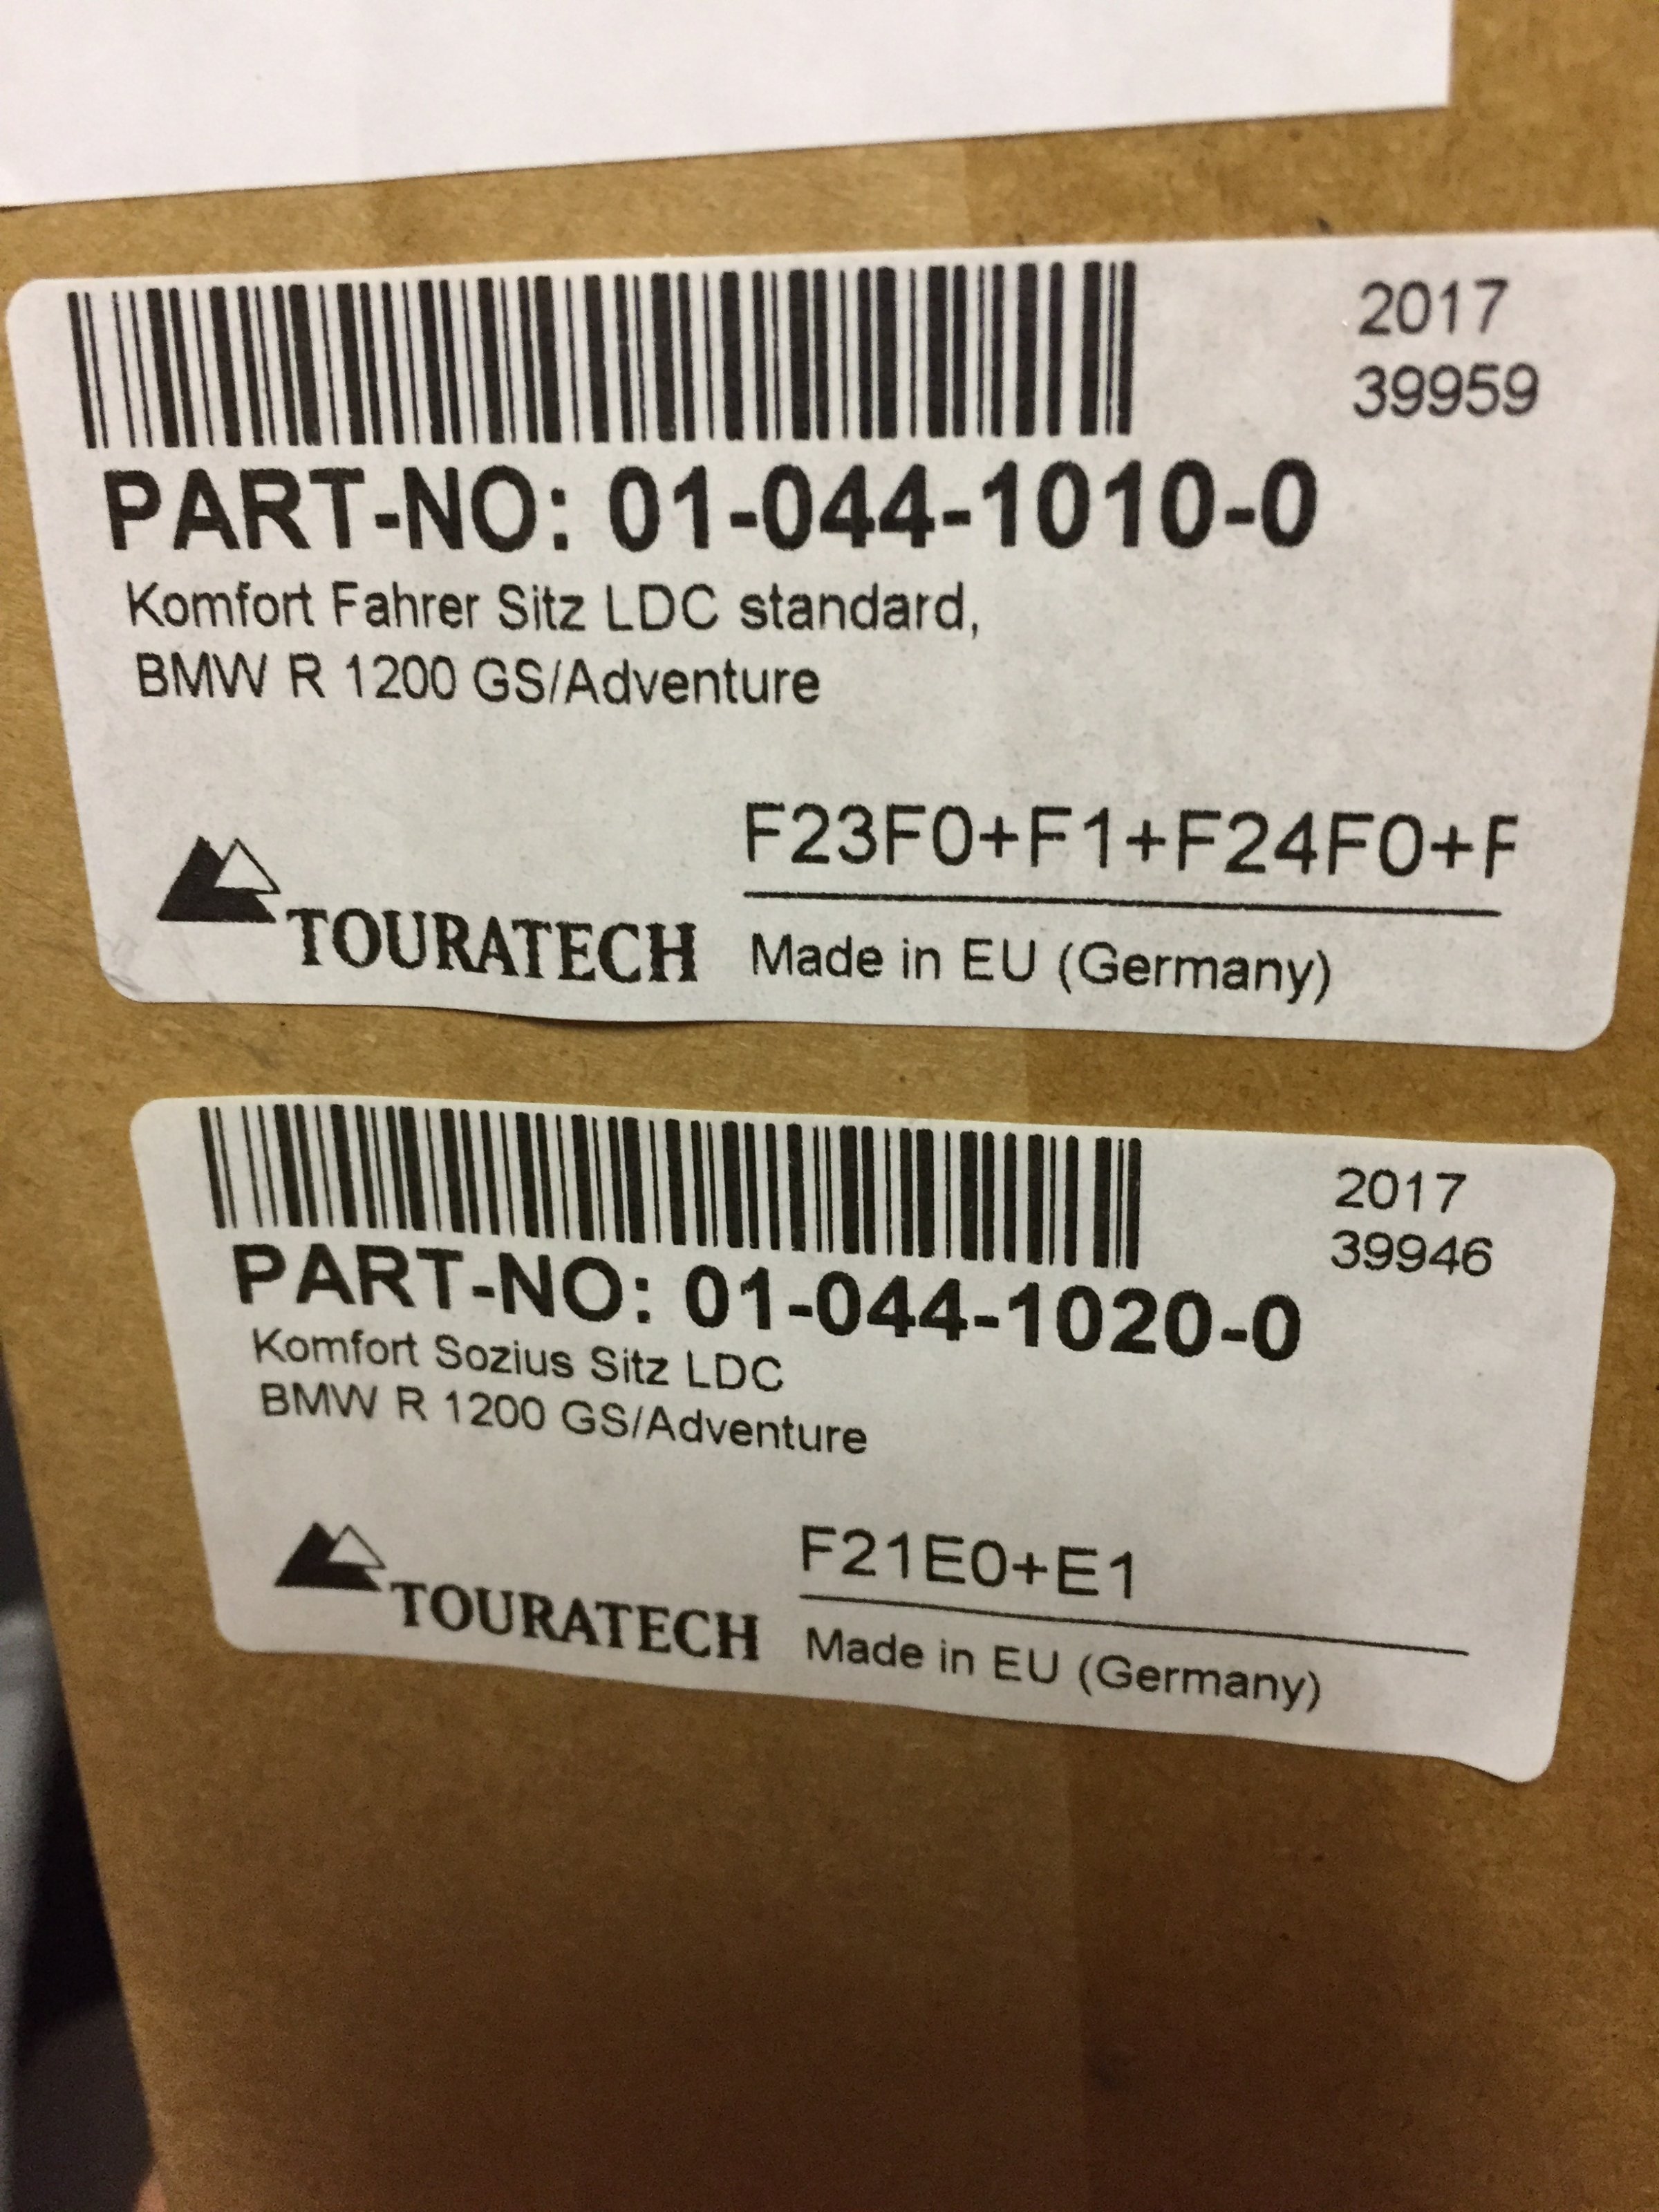 2017
39959
PART-NO: 01-044-1010-0
Komfort Fahrer Sitz LDC standard,
BMW R 1200 GS/Adventure
F23F0+F1+F24F0+F
TOURATECH
Made in EU (Germany)
2017
39946
PART-NO: 01-044-1020-0
Komfort Sozius Sitz LDC
BMW R 1200 GS/Adventure
F21E0+E1
TOURATECH
Made in EU (Germany)